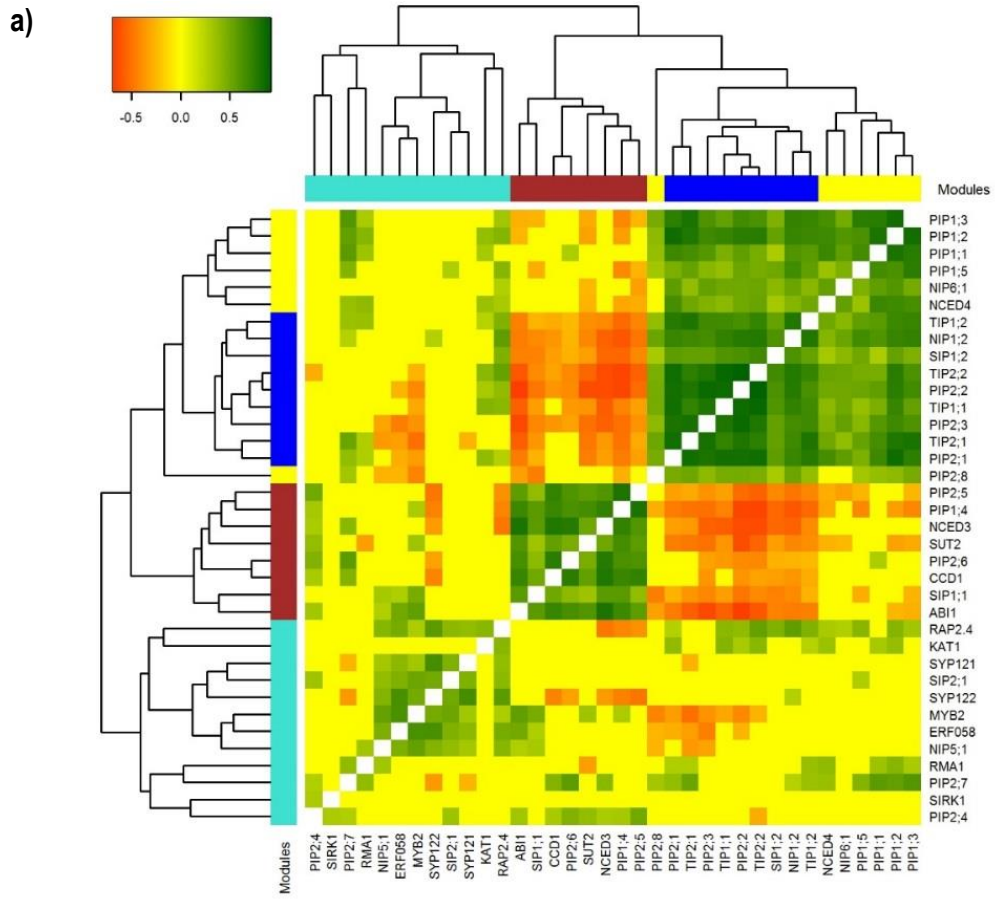 a)
-0.5 0.0 0.5
Modules
PIP1;3
PIP1;2
PIP1;1
PIP1;5
NIP6;1
NCED4
TIP1;2
NIP1;2
SIP1;2
TIP2;2
PIP2;2
TIP1;1
PIP2;3
TIP2;1
PIP2;1
PIP2;8
PIP2;5
PIP1;4
NCED3
SUT2
PIP2;6
CCD1
SIP1;1
ABI1
RAP2.4
KAT1
SYP121
SIP2;1
SYP122
MYB2
ERF058
NIP5;1
RMA1
PIP2;7
SIRK1
PIP2;4
Modules
PIP2;4
SIRK1
PIP2;7
RMA1
NIP5;1
ERF058
MYB2
SYP122
SIP2;1
SYP121
KAT1
RAP2.4
ABI1
SIP1;1
CCD1
PIP2;6
SUT2
NCED3
PIP1;4
PIP2;5
PIP2;8
PIP2;1
TIP2;1
PIP2;3
TIP1;1
PIP2;2
TIP2;2
SIP1;2
NIP1;2
TIP1;2
NCED4
NIP6;1
PIP1;5
PIP1;1
PIP1;2
PIP1;3